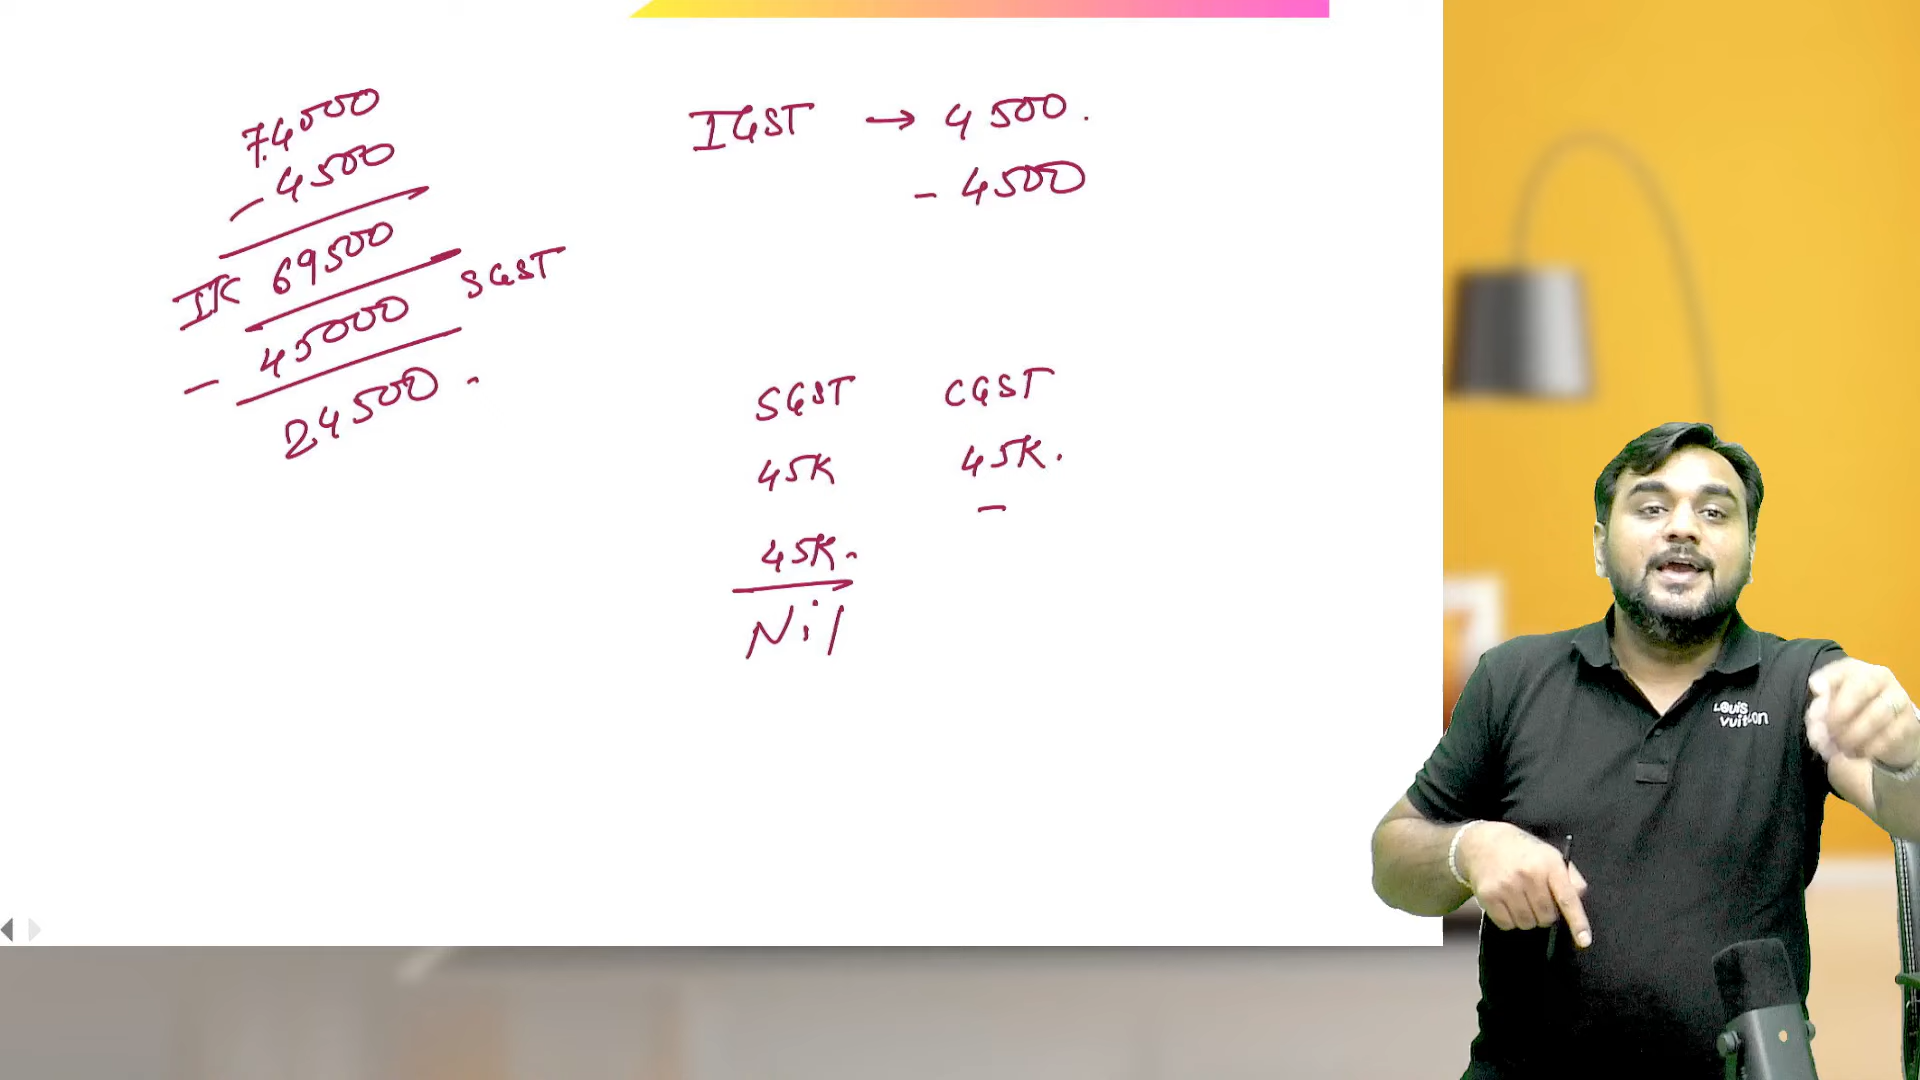 74000
- 4500
69500
ITC
- 45000 SGST
24500.
IGST → 4500.
- 4500
SGST CGST
45K 45K.
-
45K.
Nil
Louis
Vuitton